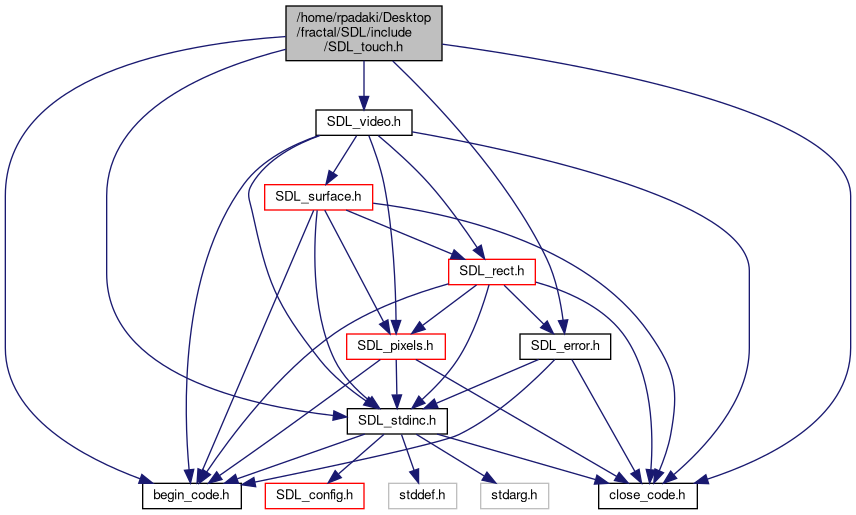 /home/rpadaki/Desktop
/fractal/SDL/include
/SDL_touch.h
SDL_video.h
SDL_surface.h
SDL_rect.h
SDL_pixels.h
SDL_error.h
SDL_stdinc.h
begin_code.h
SDL_config.h
stddef.h
stdarg.h
close_code.h